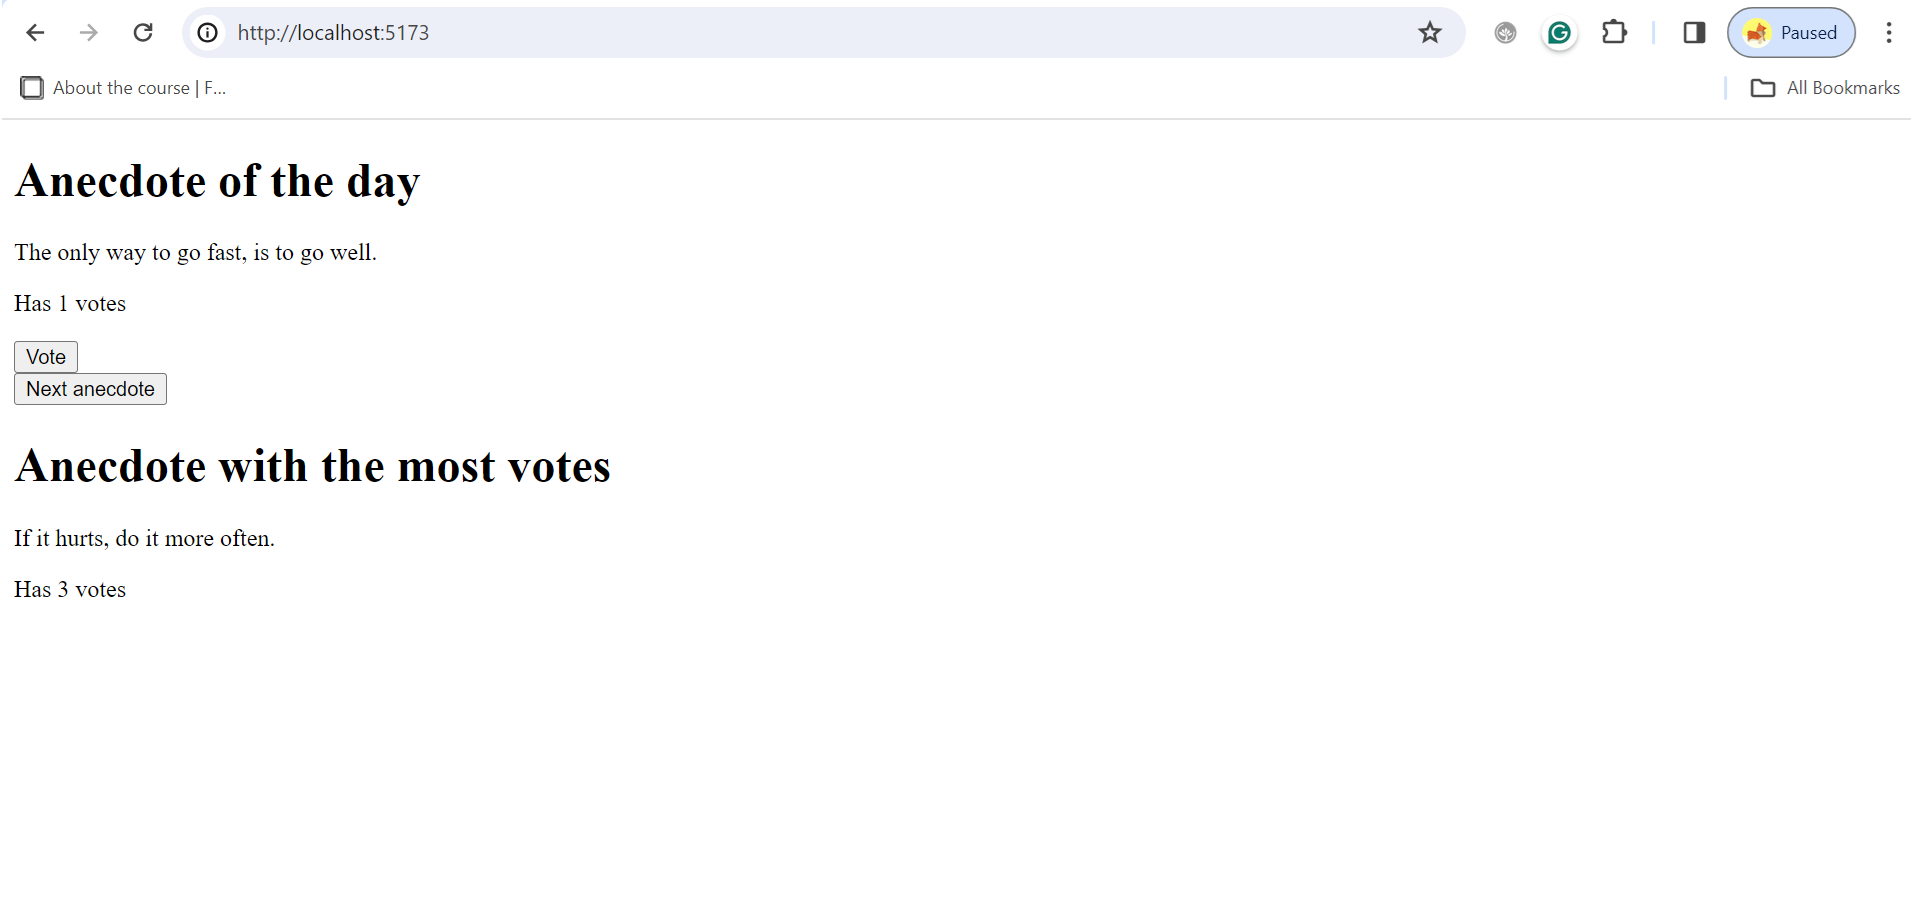 http://localhost:5173
Paused
About the course | F...
All Bookmarks
Anecdote of the day
The only way to go fast, is to go well.
Has 1 votes
Vote
Next anecdote
Anecdote with the most votes
If it hurts, do it more often.
Has 3 votes